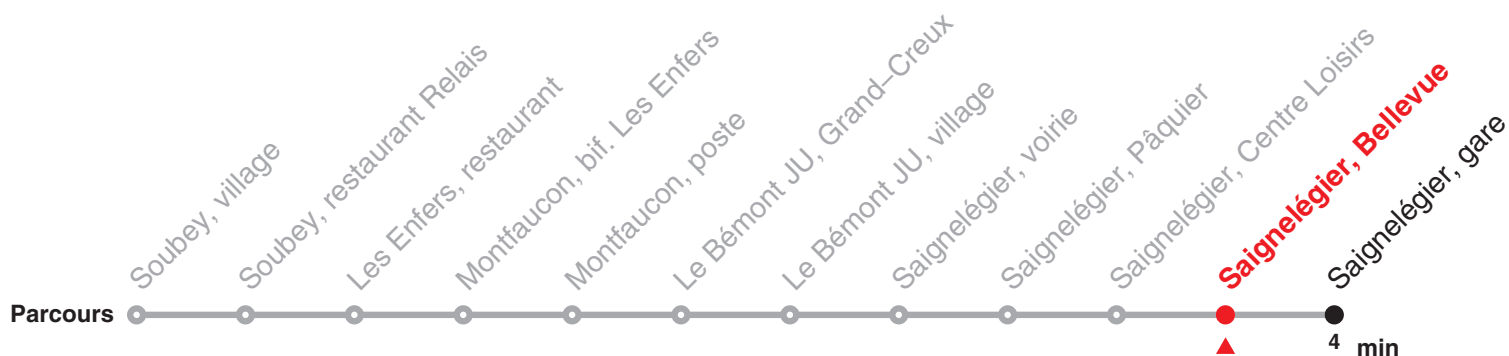 Soubey, village
Soubey, restaurant Relais
Les Enfers, restaurant
Montfaucon, bif. Les Enfers
Montfaucon, poste
Le Bémont JU, Grand–Creux
Le Bémont JU, village
Saignelégier, voirie
Saignelégier, Pâquier
Saignelégier, Centre Loisirs
Saignelégier, Bellevue
Saignelégier, gare
Parcours
4 min